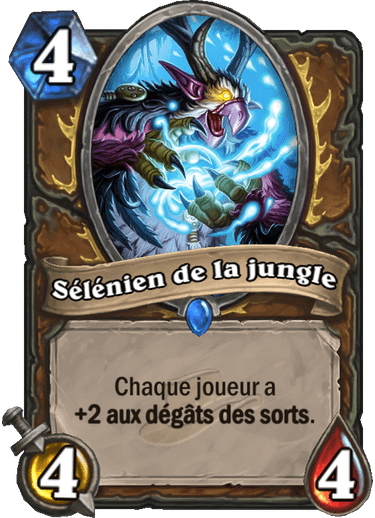 4
Sélénien de la jungle
Chaque joueur a
+2 aux dégâts des sorts.
4
4